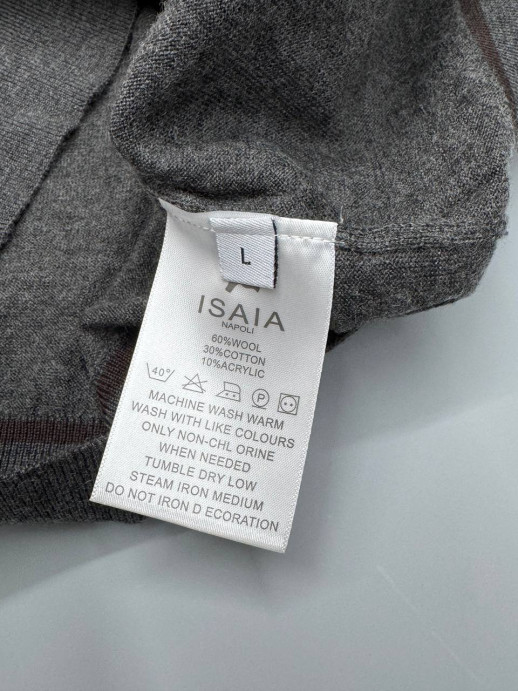 L
ISAIA
NAPOLI
60%WOOL
30%COTTON
10%ACRYLIC
40° P
MACHINE WASH WARM
WASH WITH LIKE COLOURS
ONLY NON-CHL ORINE
WHEN NEEDED
TUMBLE DRY LOW
STEAM IRON MEDIUM
DO NOT IRON D ECORATION